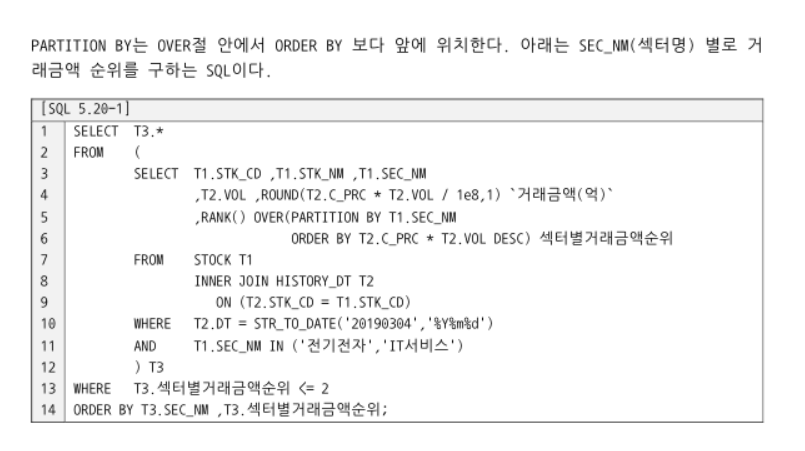 PARTITION BY는 OVER절 안에서 ORDER BY 보다 앞에 위치한다. 아래는 SEC_NM(섹터명) 별로 거
래금액 순위를 구하는 SQL이다.
[SQL 5.20-1]
1 SELECT T3.*
2 FROM (
3 SELECT T1.STK_CD ,T1.STK_NM ,T1.SEC_NM
4 ,T2.VOL ,ROUND(T2.C_PRC * T2.VOL / 1e8,1) `거래금액(억)`
5 ,RANK() OVER(PARTITION BY T1.SEC_NM
6 ORDER BY T2.C_PRC * T2.VOL DESC) 섹터별거래금액순위
7 FROM STOCK T1
8 INNER JOIN HISTORY_DT T2
9 ON (T2.STK_CD = T1.STK_CD)
10 WHERE T2.DT = STR_TO_DATE('20190304','%Y%m%d')
11 AND T1.SEC_NM IN ('전기전자','IT서비스')
12 ) T3
13 WHERE T3.섹터별거래금액순위 <= 2
14 ORDER BY T3.SEC_NM ,T3.섹터별거래금액순위;